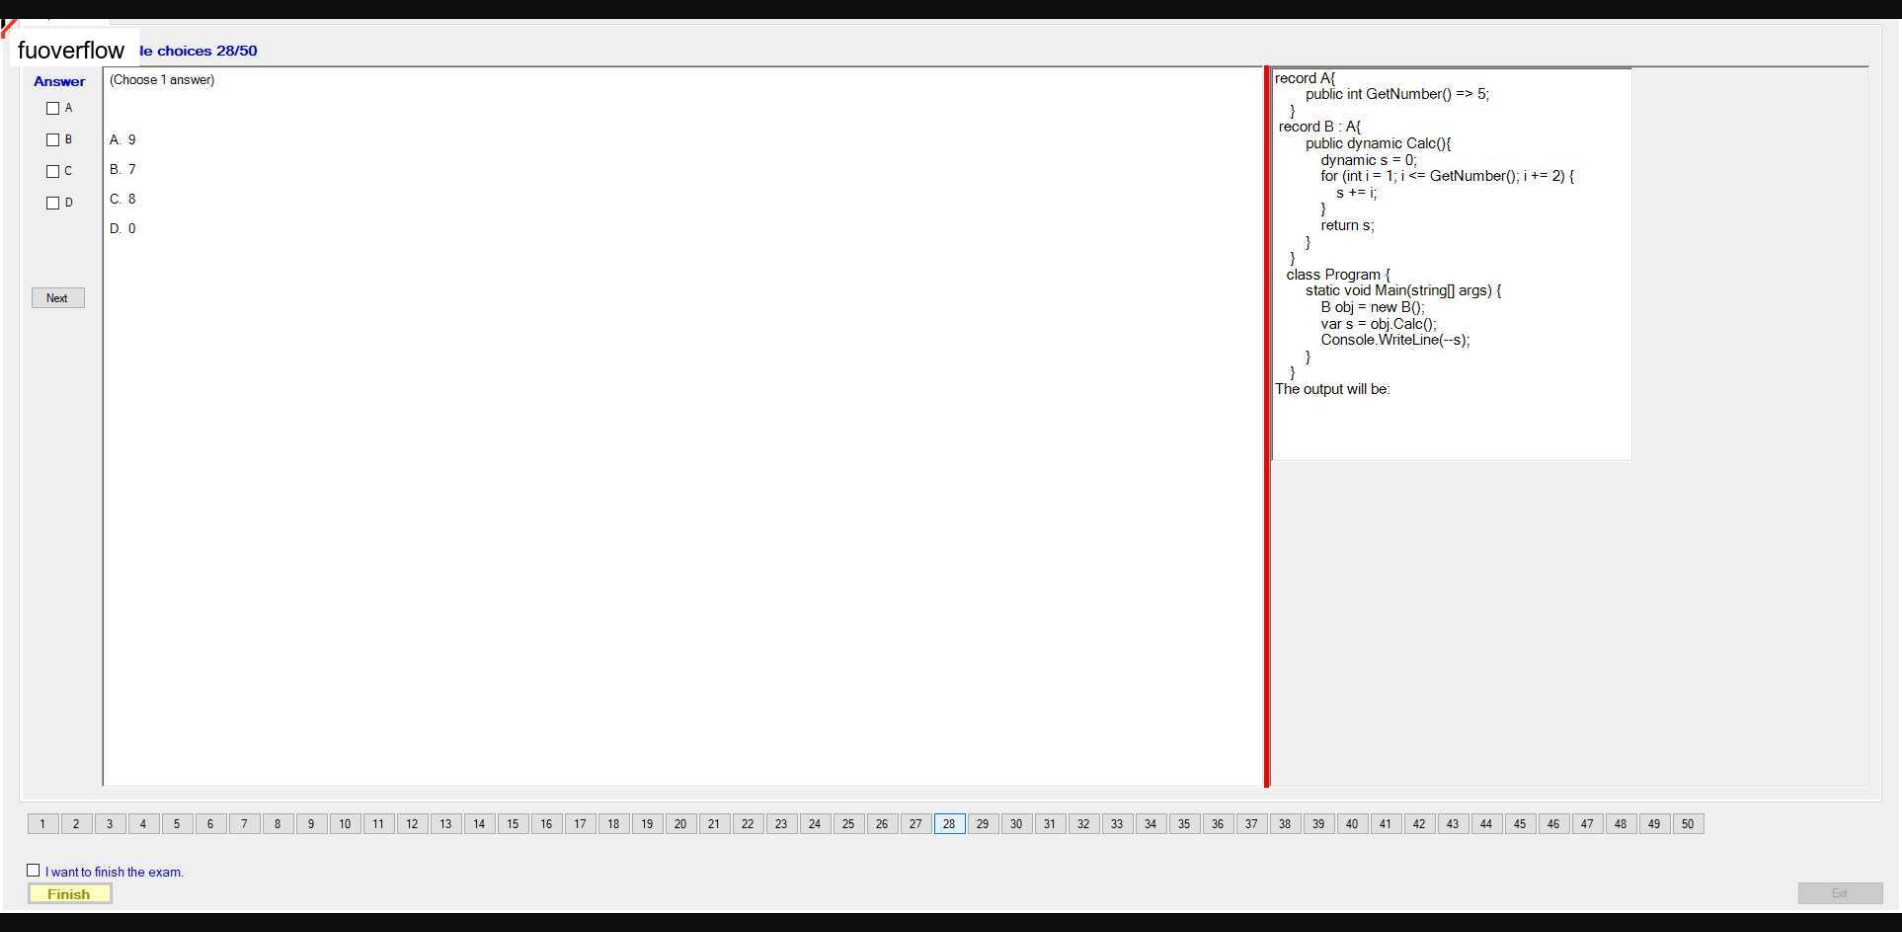 fuoverflow
le choices 28/50
Answer
(Choose 1 answer)
A
B
C
D
A. 9
B. 7
C. 8
D. 0
Next
record A{
public int GetNumber() => 5;
}
record B : A{
public dynamic Calc(){
dynamic s = 0;
for (int i = 1; i <= GetNumber(); i += 2) {
s += i;
}
return s;
}
}
class Program {
static void Main(string[] args) {
B obj = new B();
var s = obj.Calc();
Console.WriteLine(--s);
}
}
The output will be:
1 2 3 4 5 6 7 8 9 10 11 12 13 14 15 16 17 18 19 20 21 22 23 24 25 26 27 28 29 30 31 32 33 34 35 36 37 38 39 40 41 42 43 44 45 46 47 48 49 50
I want to finish the exam.
Finish
Exit